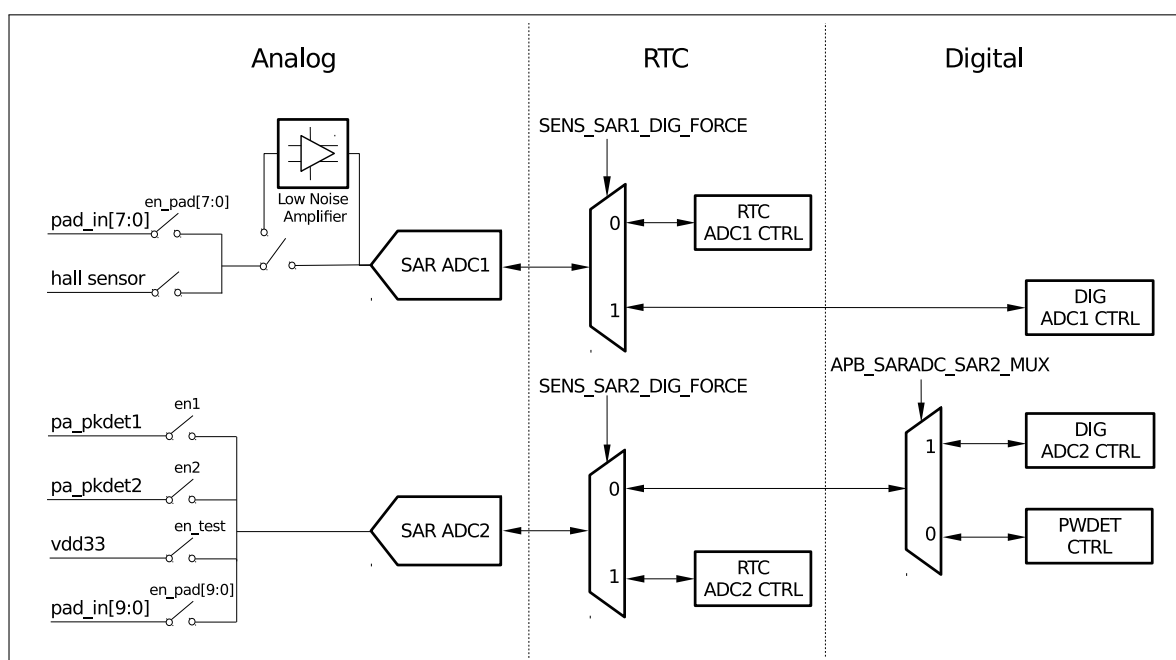 Analog
RTC
Digital
SENS_SAR1_DIG_FORCE
Low Noise
Amplifier
en_pad[7:0]
pad_in[7:0]
hall sensor
SAR ADC1
0
1
RTC
ADC1 CTRL
DIG
ADC1 CTRL
SENS_SAR2_DIG_FORCE
APB_SARADC_SAR2_MUX
en1
pa_pkdet1
en2
pa_pkdet2
en_test
vdd33
en_pad[9:0]
pad_in[9:0]
SAR ADC2
0
1
RTC
ADC2 CTRL
1
0
DIG
ADC2 CTRL
PWDET
CTRL